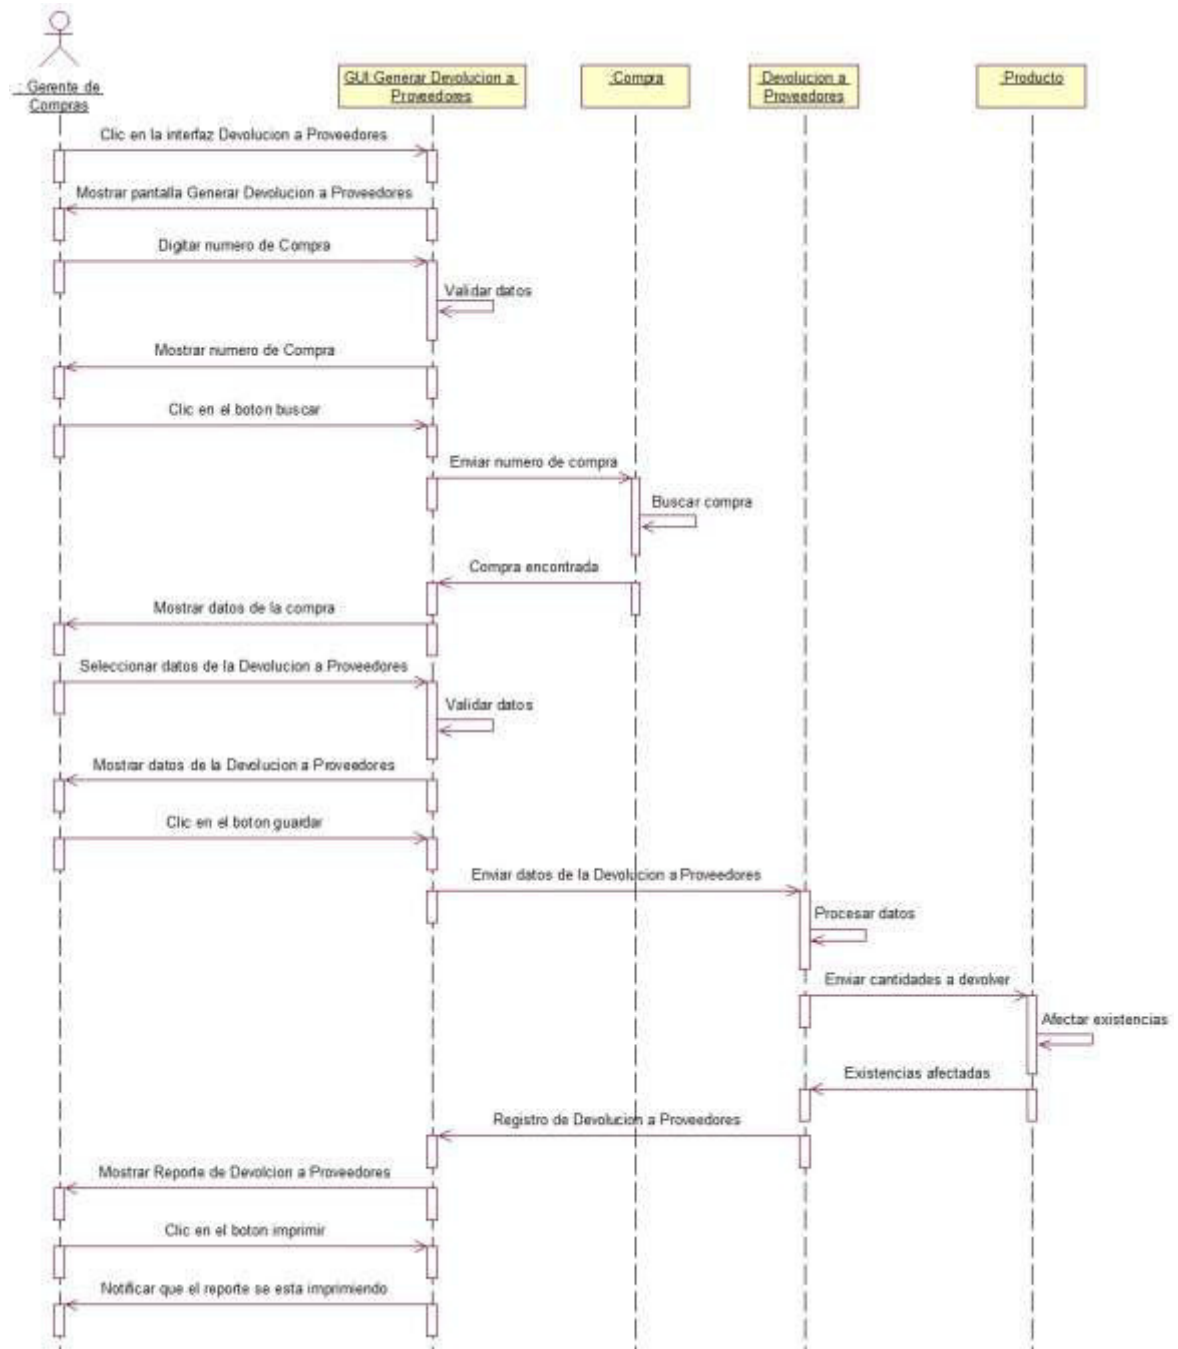 : Gerente de
Compras
GUI Generar Devolucion a
Proveedores
:Compra
Devolucion a
Proveedores
:Producto
Clic en la interfaz Devolucion a Proveedores
Mostrar pantalla Generar Devolucion a Proveedores
Digitar numero de Compra
Validar datos
Mostrar numero de Compra
Clic en el boton buscar
Enviar numero de compra
Buscar compra
Compra encontrada
Mostrar datos de la compra
Seleccionar datos de la Devolucion a Proveedores
Validar datos
Mostrar datos de la Devolucion a Proveedores
Clic en el boton guardar
Enviar datos de la Devolucion a Proveedores
Procesar datos
Enviar cantidades a devolver
Afectar existencias
Existencias afectadas
Registro de Devolucion a Proveedores
Mostrar Reporte de Devolcion a Proveedores
Clic en el boton imprimir
Notificar que el reporte se esta imprimiendo